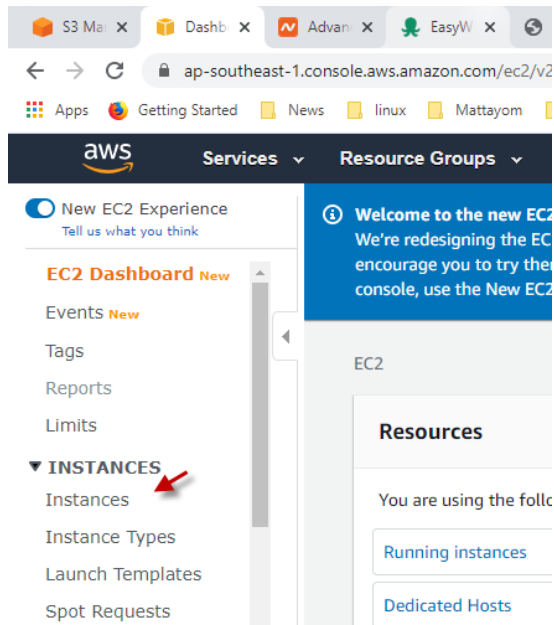 S3 Ma
Dashb
Advan
EasyW
ap-southeast-1.console.aws.amazon.com/ec2/v2
Apps
Getting Started
News
linux
Mattayom
aws
Services
Resource Groups
New EC2 Experience
Tell us what you think
EC2 Dashboard New
Events New
Tags
Reports
Limits
INSTANCES
Instances
Instance Types
Launch Templates
Spot Requests
Welcome to the new EC2
We're redesigning the EC
encourage you to try the
console, use the New EC2
EC2
Resources
You are using the follo
Running instances
Dedicated Hosts